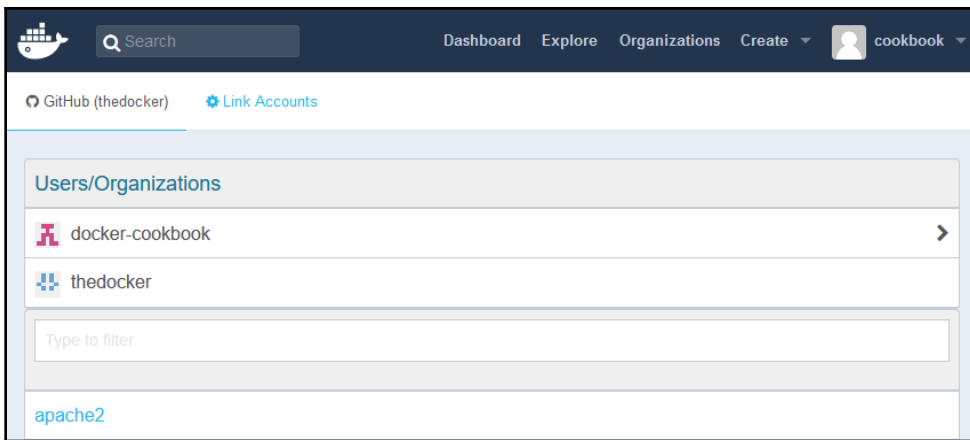 Search Dashboard Explore Organizations Create cookbook
GitHub (thedocker) Link Accounts
Users/Organizations
docker-cookbook
thedocker
Type to filter
apache2